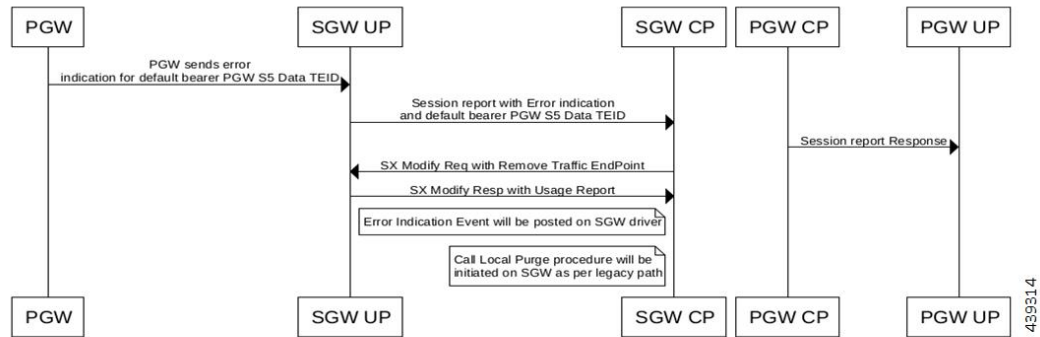 PGW
SGW UP
SGW CP
PGW CP
PGW UP
PGW sends error
indication for default bearer PGW S5 Data TEID
Session report with Error indication
and default bearer PGW S5 Data TEID
Session report Response
SX Modify Req with Remove Traffic EndPoint
SX Modify Resp with Usage Report
Error Indication Event will be posted on SGW driver
Call Local Purge procedure will be
initiated on SGW as per legacy path
PGW
SGW UP
SGW CP
PGW CP
PGW UP
439314